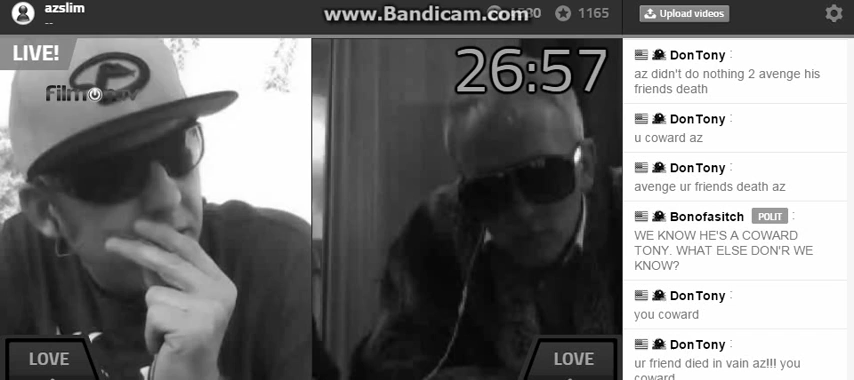 azslim
--
www.Bandicam.com
1165
Upload videos
LIVE!
26:57
LOVE
LOVE
DonTony :
az didn't do nothing 2 avenge his
friends death
DonTony :
u coward az
DonTony :
avenge ur friends death az
Bonofasitch POLIT :
WE KNOW HE'S A COWARD
TONY. WHAT ELSE DON'R WE
KNOW?
DonTony :
you coward
DonTony :
ur friend died in vain az!!! you
coward